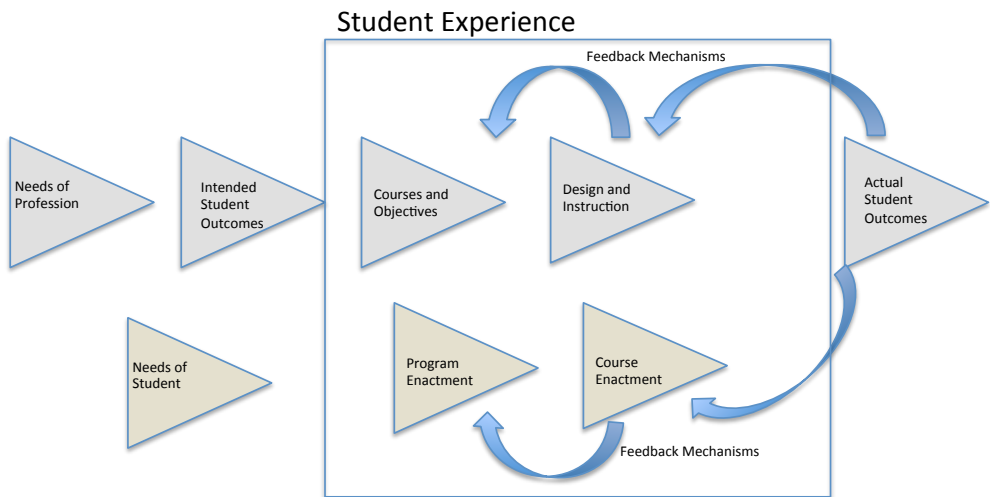 Student Experience
Feedback Mechanisms
Needs of
Profession
Intended
Student
Outcomes
Courses and
Objectives
Design and
Instruction
Actual
Student
Outcomes
Needs of
Student
Program
Enactment
Course
Enactment
Feedback Mechanisms